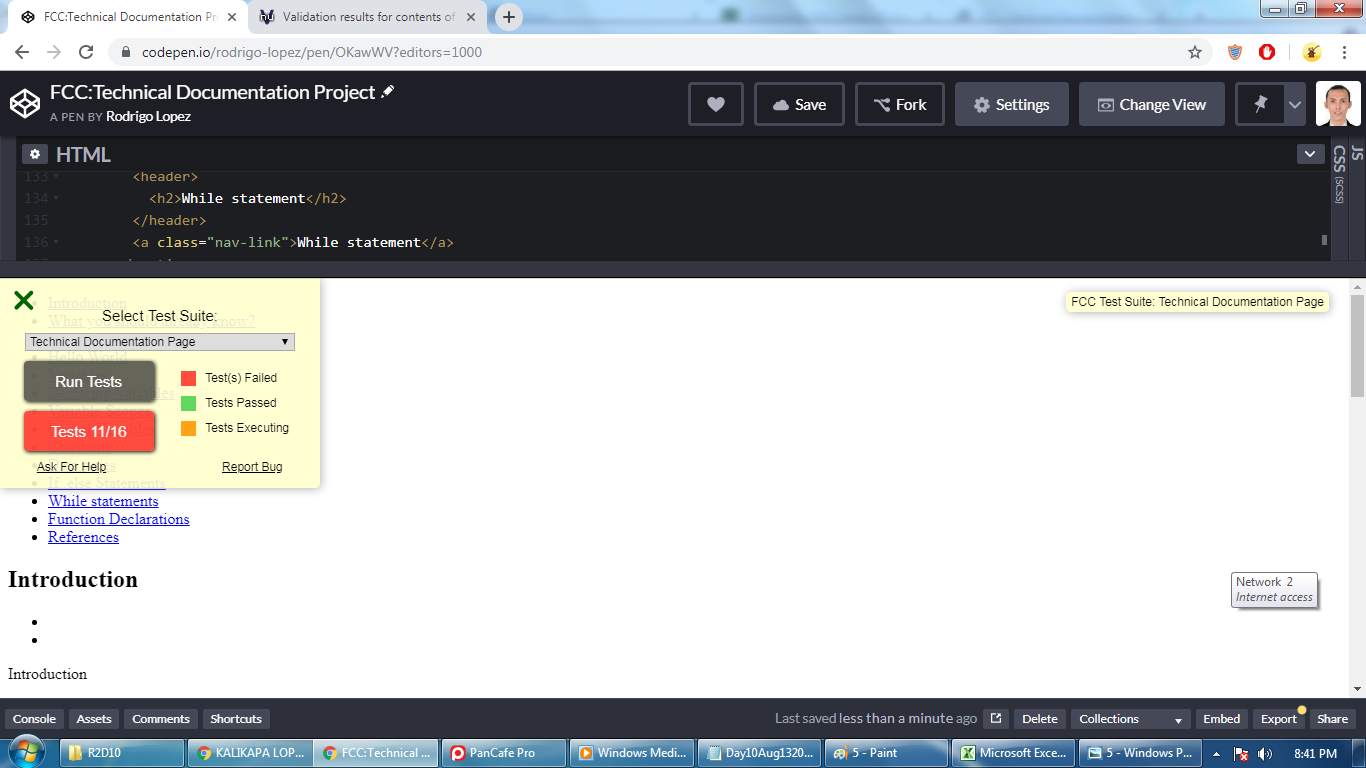 FCC:Technical Documentation Pr
Validation results for contents of
codepen.io/rodrigo-lopez/pen/OKawWV?editors=1000
FCC:Technical Documentation Project
A PEN BY Rodrigo Lopez
Save
Fork
Settings
Change View
HTML
CSS (SCSS)
JS
133 <header>
134 <h2>While statement</h2>
135 </header>
136 <a class="nav-link">While statement</a>
Introduction
Select Test Suite:
What you should already know?
Technical Documentation Page
Hello World
Run Tests
Test(s) Failed
Tests Passed
Tests 11/16
Tests Executing
Ask For Help
Report Bug
If, else Statements
While statements
Function Declarations
References
FCC Test Suite: Technical Documentation Page
Introduction
Introduction
Network 2
Internet access
Console
Assets
Comments
Shortcuts
Last saved less than a minute ago
Delete
Collections
Embed
Export
Share
R2D10
KALIKAPA LOP...
FCC:Technical ...
PanCafe Pro
Windows Medi...
Day10Aug1320...
5 - Paint
Microsoft Exce...
5 - Windows P...
8:41 PM